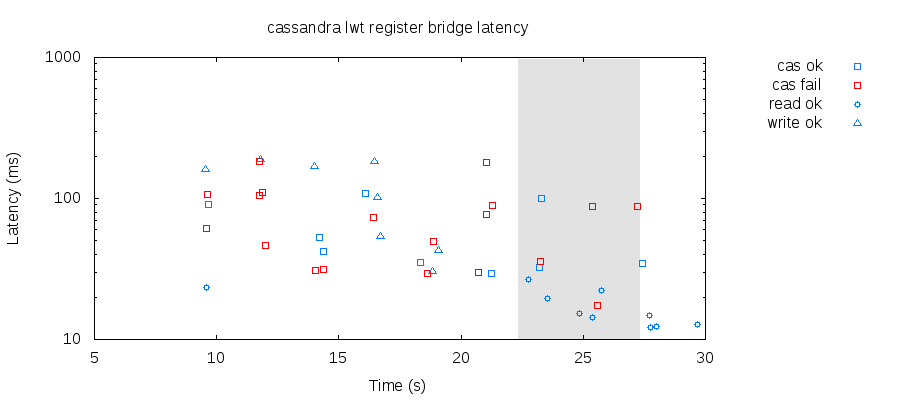 cassandra lwt register bridge latency
1000
100
10
Latency (ms)
5 10 15 20 25 30
Time (s)
cas ok
cas fail
read ok
write ok